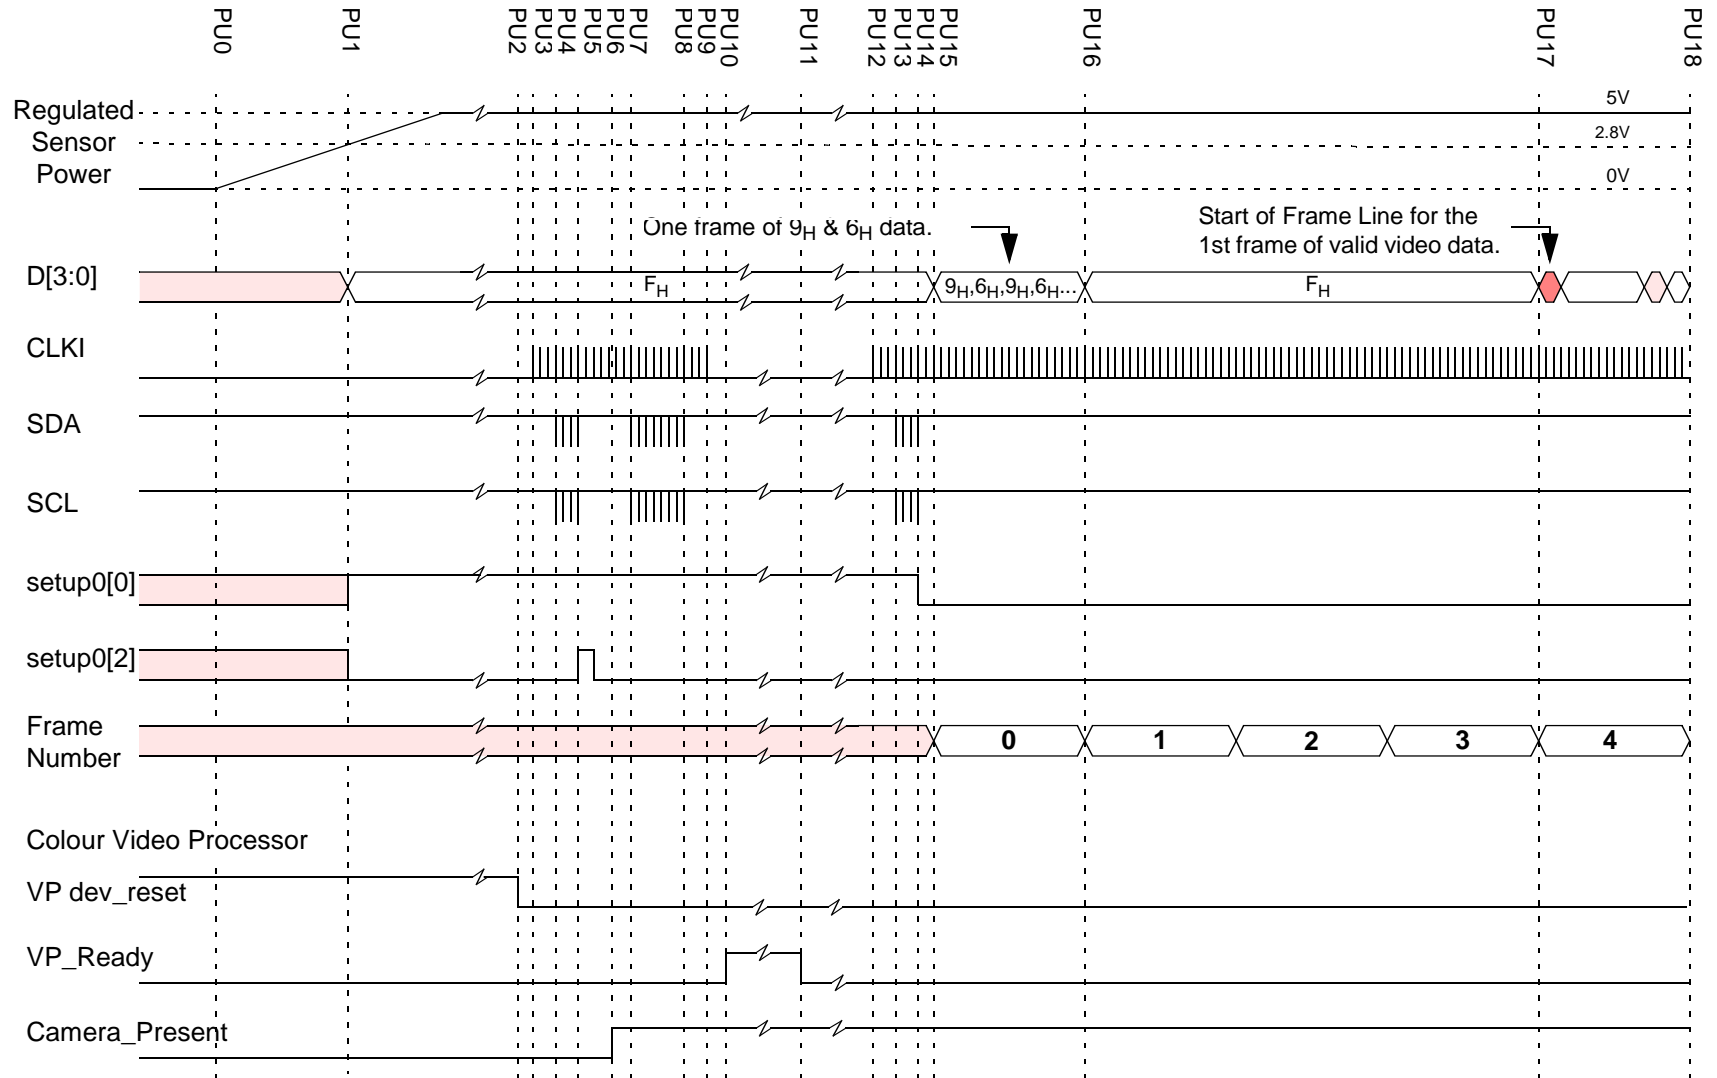 PU0
PU1
PU2
PU3
PU4
PU5
PU6
PU7
PU8
PU9
PU10
PU11
PU12
PU13
PU14
PU15
PU16
PU17
PU18
Regulated
Sensor
Power
5V
2.8V
0V
One frame of 9H & 6H data.
Start of Frame Line for the
1st frame of valid video data.
D[3:0]
FH
9H,6H,9H,6H...
FH
CLKI
SDA
SCL
setup0[0]
setup0[2]
Frame
Number
0
1
2
3
4
Colour Video Processor
VP dev_reset
VP_Ready
Camera_Present